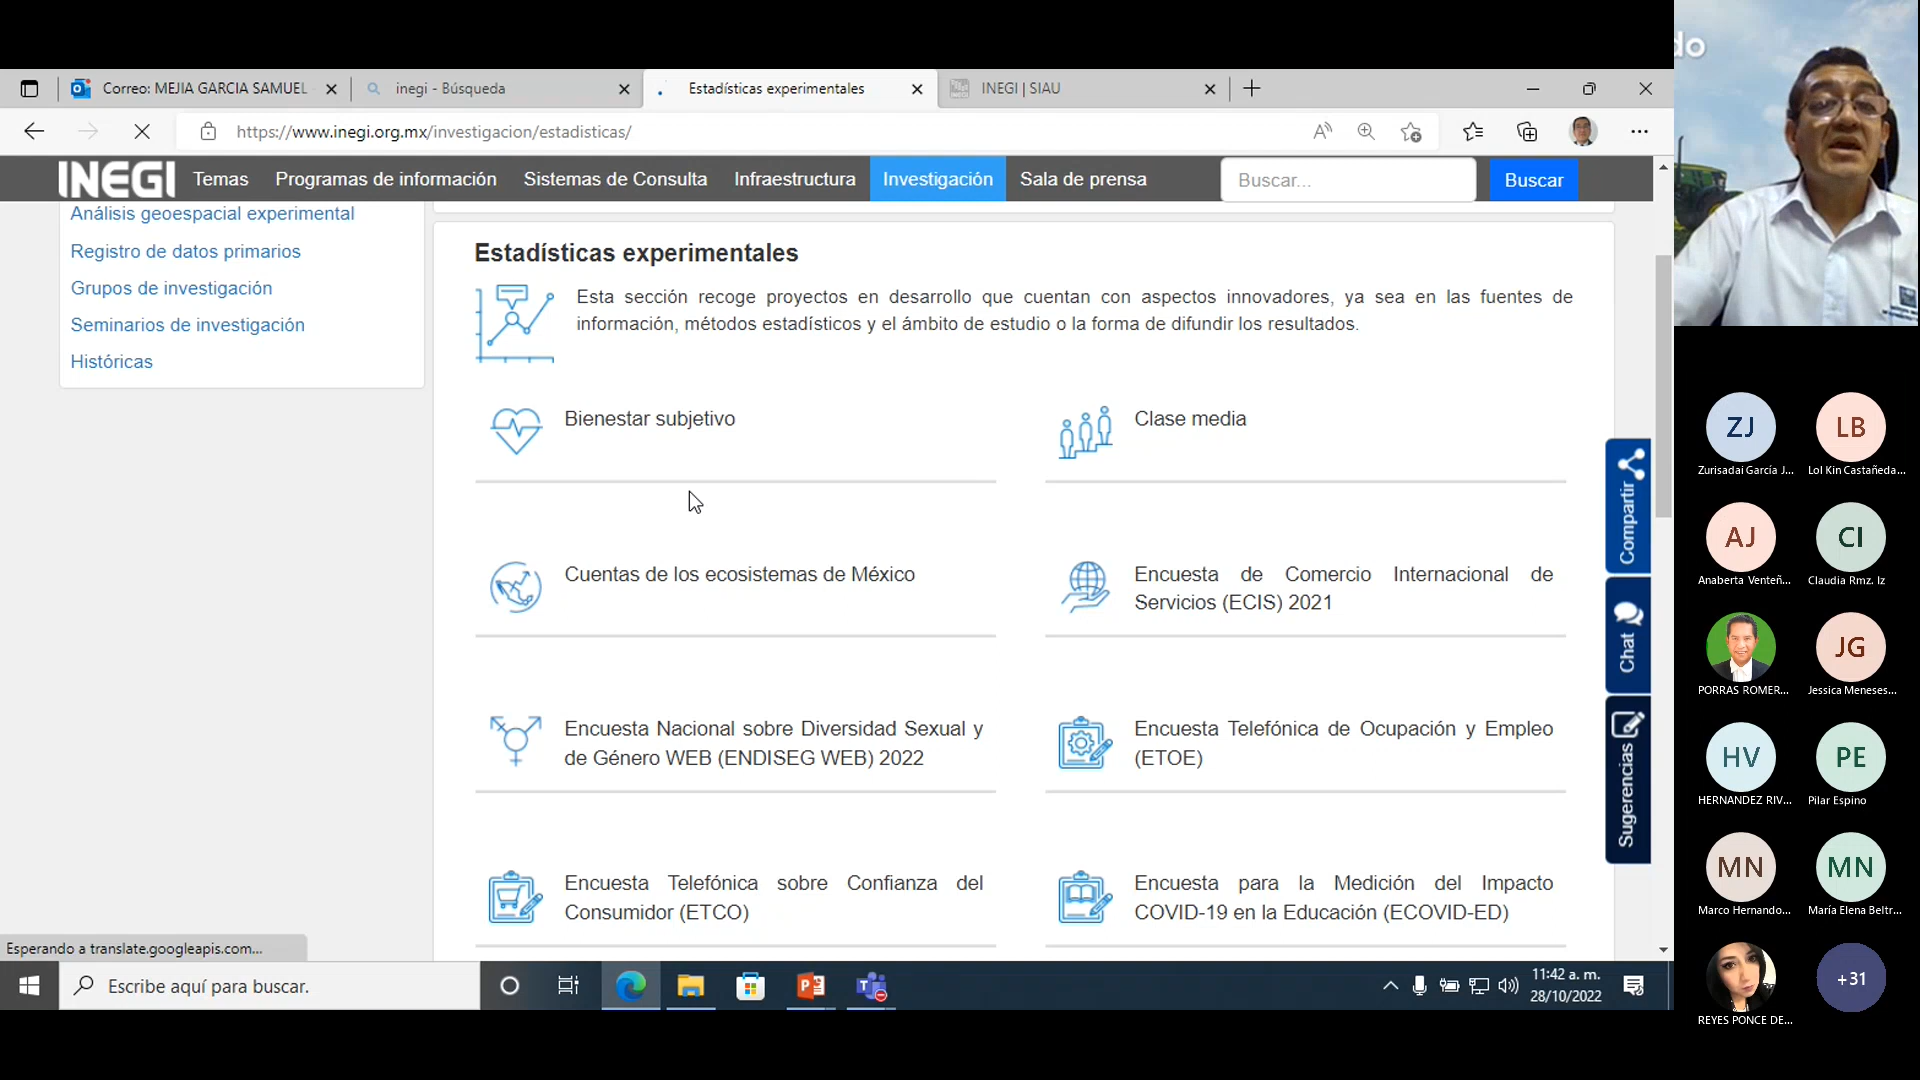 do
Correo: MEJIA GARCIA SAMUEL
inegi - Búsqueda
Estadísticas experimentales
INEGI | SIAU
https://www.inegi.org.mx/investigacion/estadisticas/
INEGI
Temas
Programas de información
Sistemas de Consulta
Infraestructura
Investigación
Sala de prensa
Buscar...
Buscar
Análisis geoespacial experimental
Registro de datos primarios
Grupos de investigación
Seminarios de investigación
Históricas
Estadísticas experimentales
Esta sección recoge proyectos en desarrollo que cuentan con aspectos innovadores, ya sea en las fuentes de
información, métodos estadísticos y el ámbito de estudio o la forma de difundir los resultados.
Bienestar subjetivo
Clase media
Cuentas de los ecosistemas de México
Encuesta de Comercio Internacional de
Servicios (ECIS) 2021
Encuesta Nacional sobre Diversidad Sexual y
de Género WEB (ENDISEG WEB) 2022
Encuesta Telefónica de Ocupación y Empleo
(ETOE)
Encuesta Telefónica sobre Confianza del
Consumidor (ETCO)
Encuesta para la Medición del Impacto
COVID-19 en la Educación (ECOVID-ED)
Compartir
Chat
Sugerencias
Esperando a translate.googleapis.com...
Escribe aquí para buscar.
11:42 a. m.
28/10/2022
ZJ
Zurisadai García J...
LB
Lol Kin Castañeda...
AJ
Anaberta Venteñ...
CI
Claudia Rmz. Iz
PORRAS ROMER...
JG
Jessica Meneses...
HV
HERNANDEZ RIV...
PE
Pilar Espino
MN
Marco Hernando...
MN
María Elena Beltr...
REYES PONCE DE...
+31